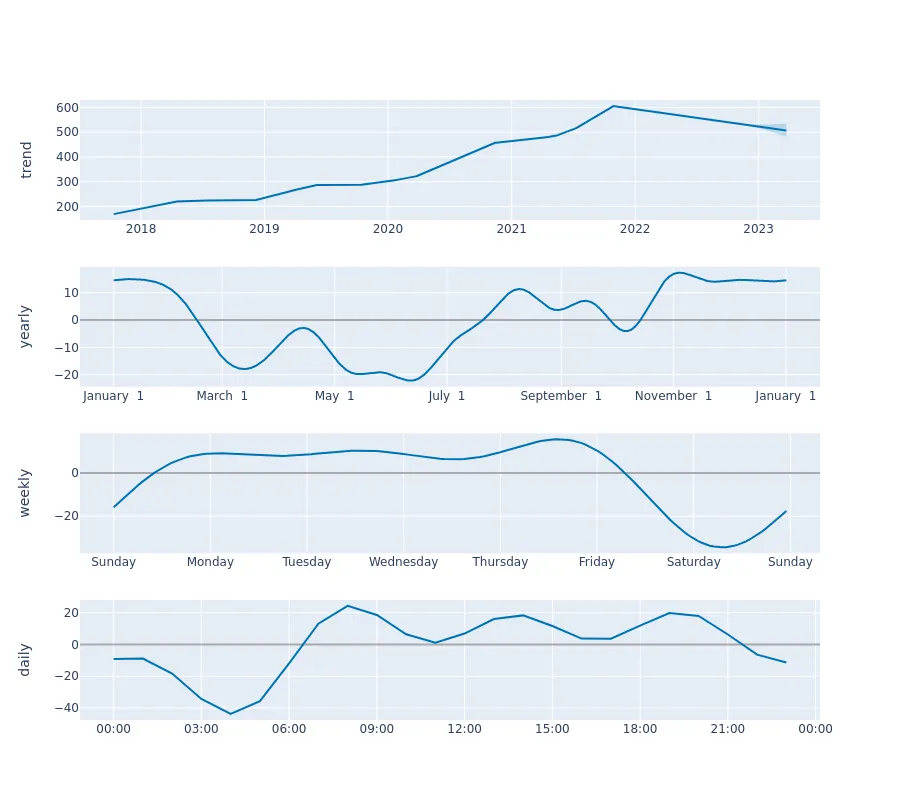 trend
600
500
400
300
200
2018 2019 2020 2021 2022 2023
yearly
10
0
−10
−20
January 1 March 1 May 1 July 1 September 1 November 1 January 1
weekly
0
−20
Sunday Monday Tuesday Wednesday Thursday Friday Saturday Sunday
daily
20
0
−20
−40
00:00 03:00 06:00 09:00 12:00 15:00 18:00 21:00 00:00